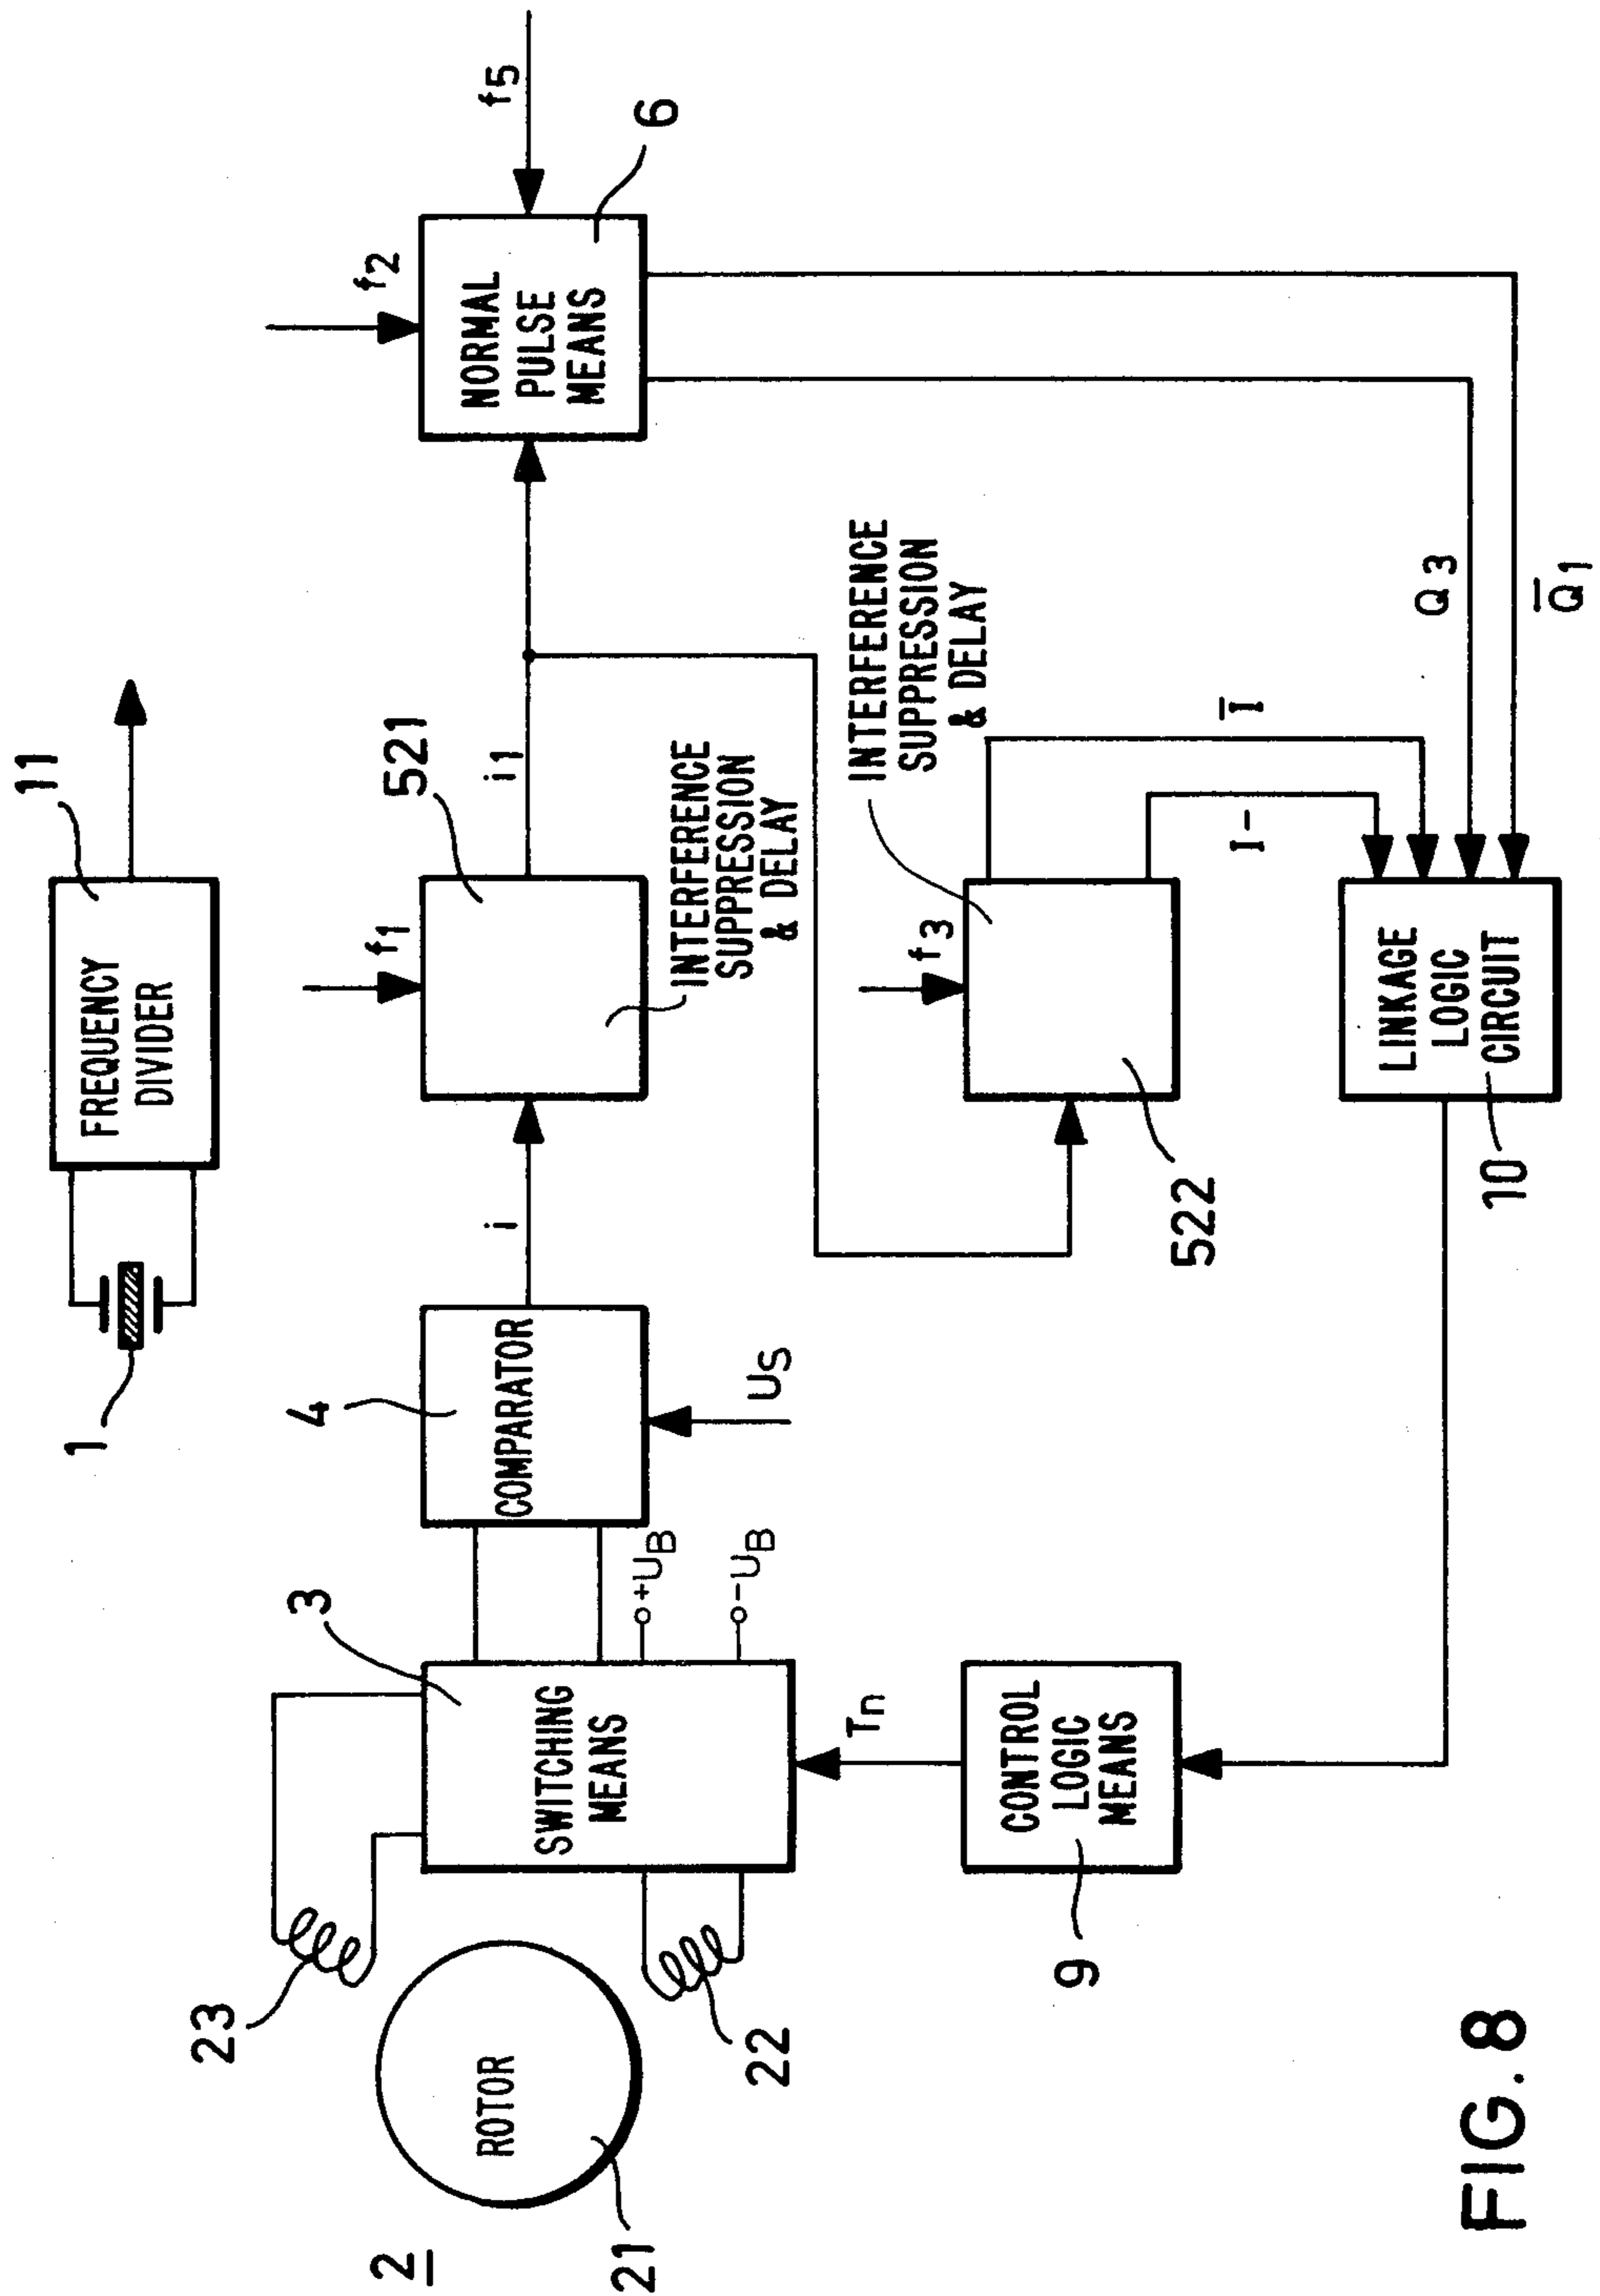 1
11
FREQUENCY
DIVIDER
23
3
4
f1
521
f2
f5
2
ROTOR
21
22
SWITCHING
MEANS
+UB
-UB
COMPARATOR
US
i
i1
INTERFERENCE
SUPPRESSION
& DELAY
NORMAL
PULSE
MEANS
6
Tn
CONTROL
LOGIC
MEANS
9
f3
522
INTERFERENCE
SUPPRESSION
& DELAY
I̅
I-
Q3
Q̅1
LINKAGE
LOGIC
CIRCUIT
10
FIG. 8